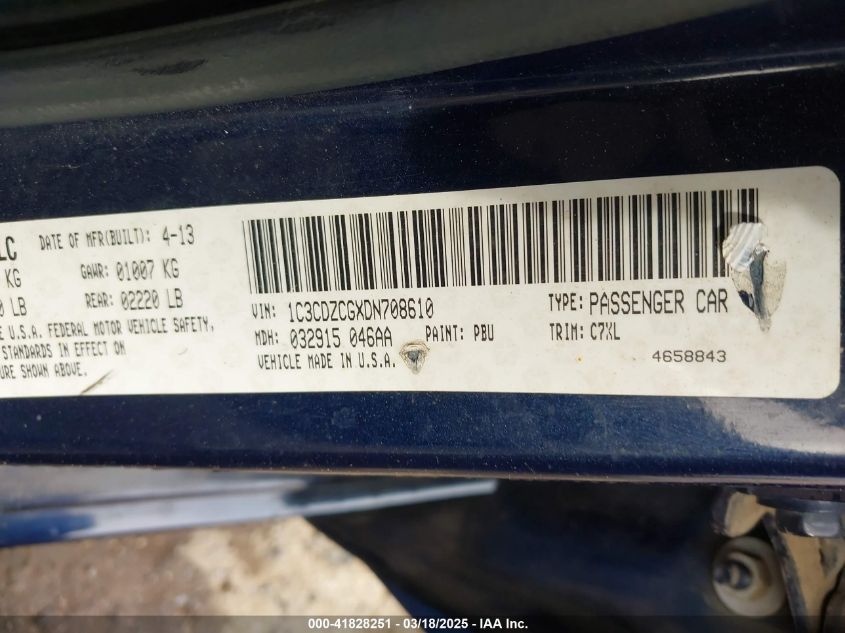 LC
DATE OF MFR(BUILT): 4-13
KG
GAWR: 01007 KG
LB
REAR: 02220 LB
U.S.A. FEDERAL MOTOR VEHICLE SAFETY,
STANDARDS IN EFFECT ON
SHOWN ABOVE.
VIN: 1C3CDZCGXDN708610
TYPE: PASSENGER CAR
MDH: 032915 046AA
PAINT: PBU
TRIM: C7XL
VEHICLE MADE IN U.S.A.
4658843
000-41828251 - 03/18/2025 - IAA Inc.